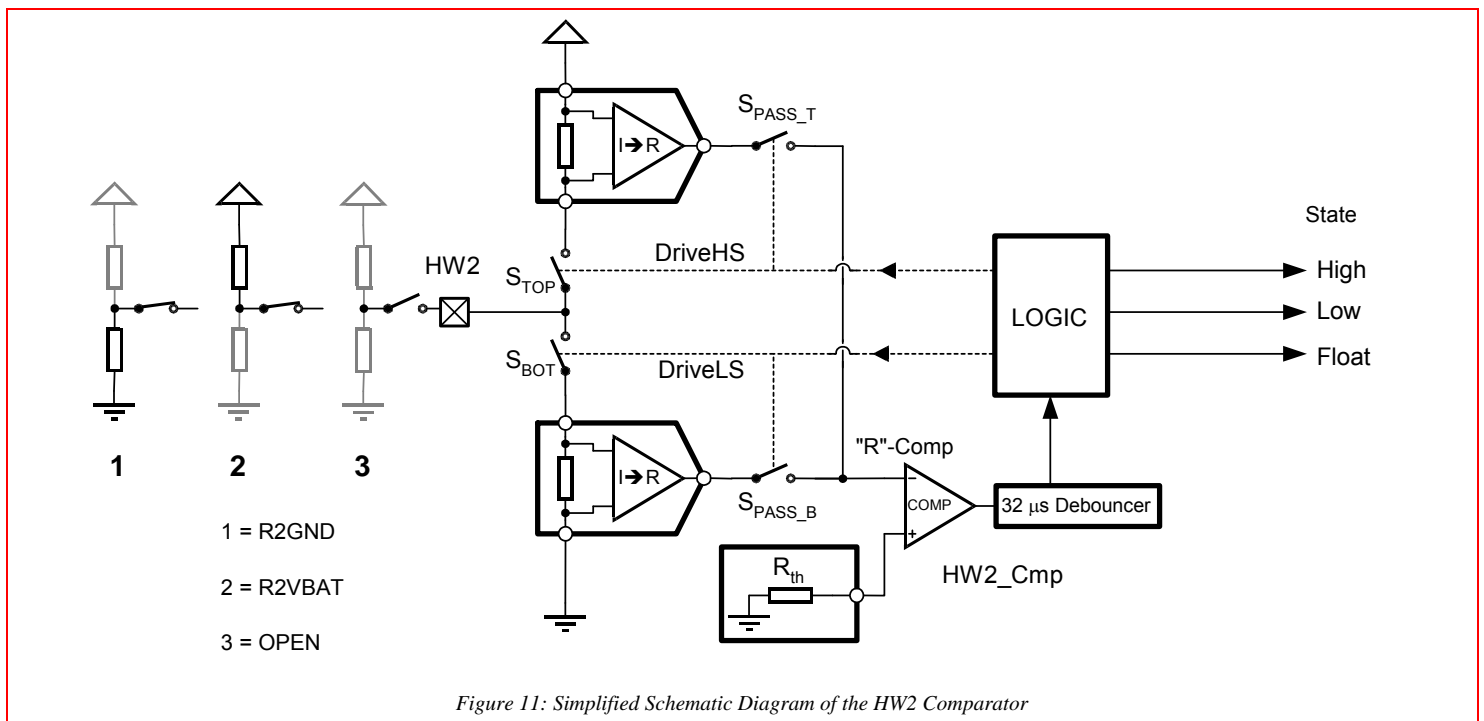 S_PASS_T
I→R
State
DriveHS
High
HW2
S_TOP
LOGIC
Low
S_BOT
DriveLS
Float
"R"-Comp
1 2 3
I→R
COMP
32 μs Debouncer
S_PASS_B
1 = R2GND
R_th
HW2_Cmp
2 = R2VBAT
3 = OPEN
Figure 11: Simplified Schematic Diagram of the HW2 Comparator